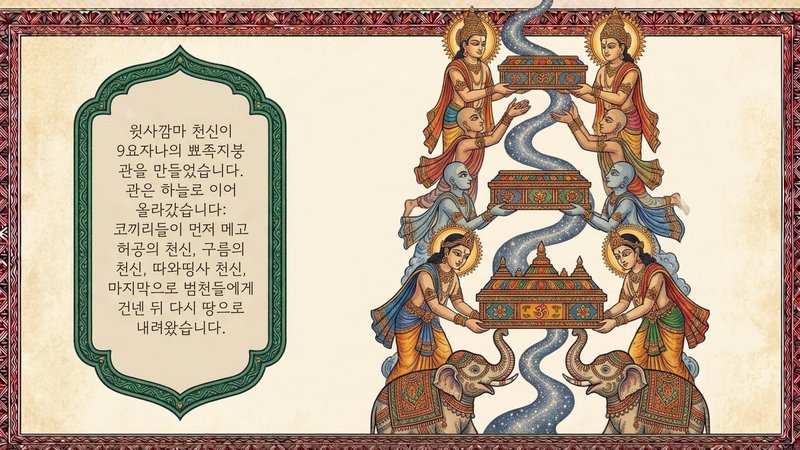 윗사깜마 천신이
9요자나의 뾰족지붕
관을 만들었습니다.
관은 하늘로 이어
올라갔습니다:
코끼리들이 먼저 메고
허공의 천신, 구름의
천신, 따와띵사 천신,
마지막으로 범천들에게
건넨 뒤 다시 땅으로
내려왔습니다.
ॐ